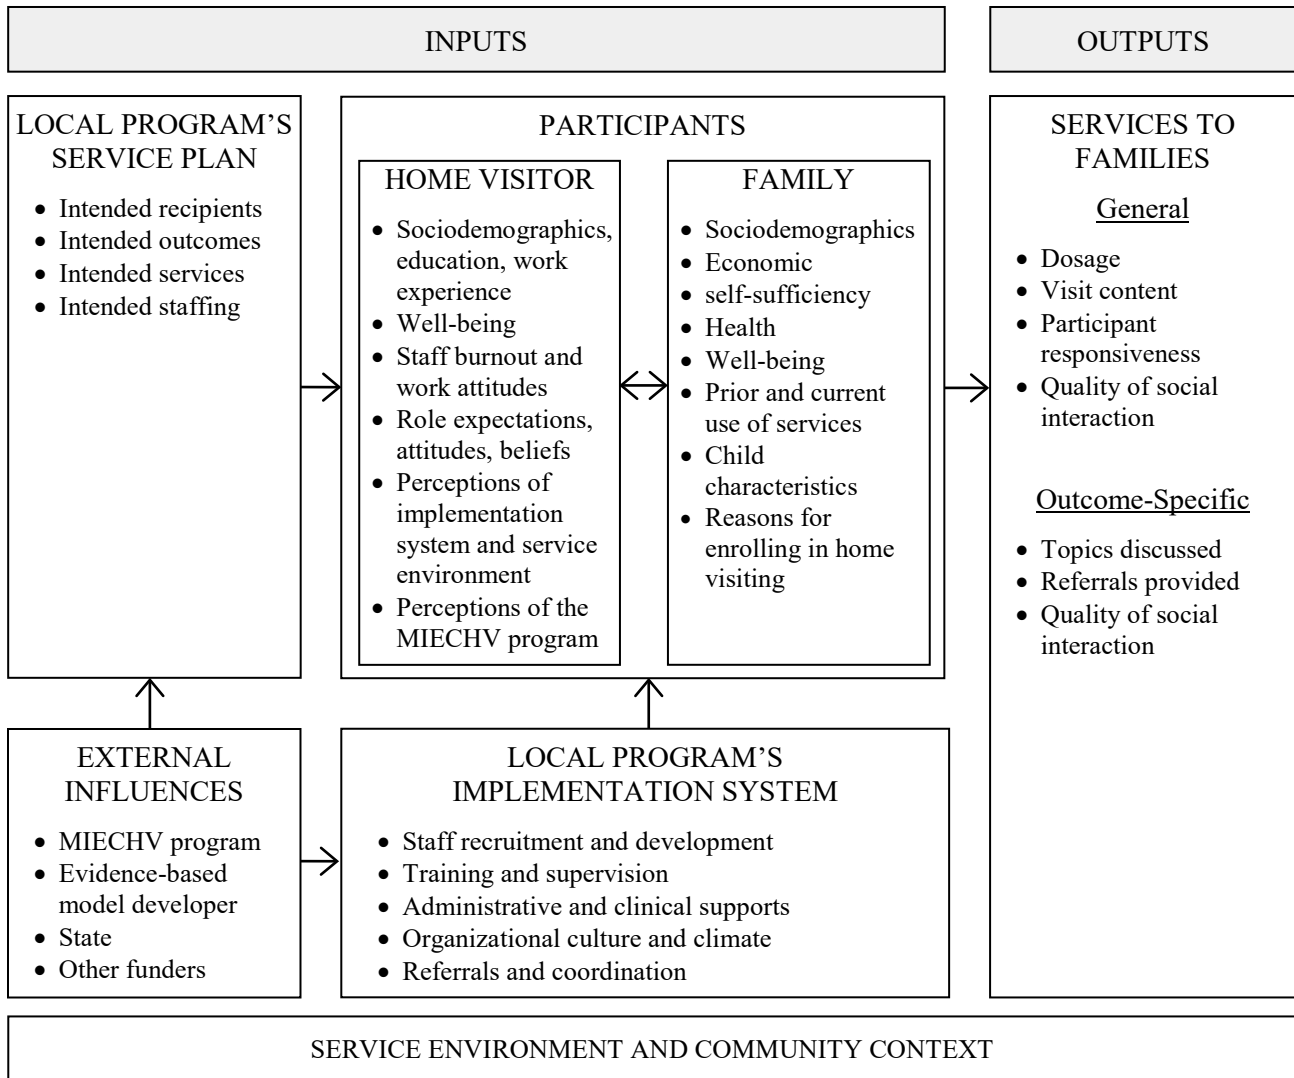 INPUTS
OUTPUTS
LOCAL PROGRAM’S
SERVICE PLAN
• Intended recipients
• Intended outcomes
• Intended services
• Intended staffing
PARTICIPANTS
HOME VISITOR
• Sociodemographics,
education, work
experience
• Well-being
• Staff burnout and
work attitudes
• Role expectations,
attitudes, beliefs
• Perceptions of
implementation
system and service
environment
• Perceptions of the
MIECHV program
FAMILY
• Sociodemographics
• Economic
• self-sufficiency
• Health
• Well-being
• Prior and current
use of services
• Child
characteristics
• Reasons for
enrolling in home
visiting
SERVICES TO
FAMILIES
General
• Dosage
• Visit content
• Participant
responsiveness
• Quality of social
interaction
Outcome-Specific
• Topics discussed
• Referrals provided
• Quality of social
interaction
EXTERNAL
INFLUENCES
• MIECHV program
• Evidence-based
model developer
• State
• Other funders
LOCAL PROGRAM’S
IMPLEMENTATION SYSTEM
• Staff recruitment and development
• Training and supervision
• Administrative and clinical supports
• Organizational culture and climate
• Referrals and coordination
SERVICE ENVIRONMENT AND COMMUNITY CONTEXT